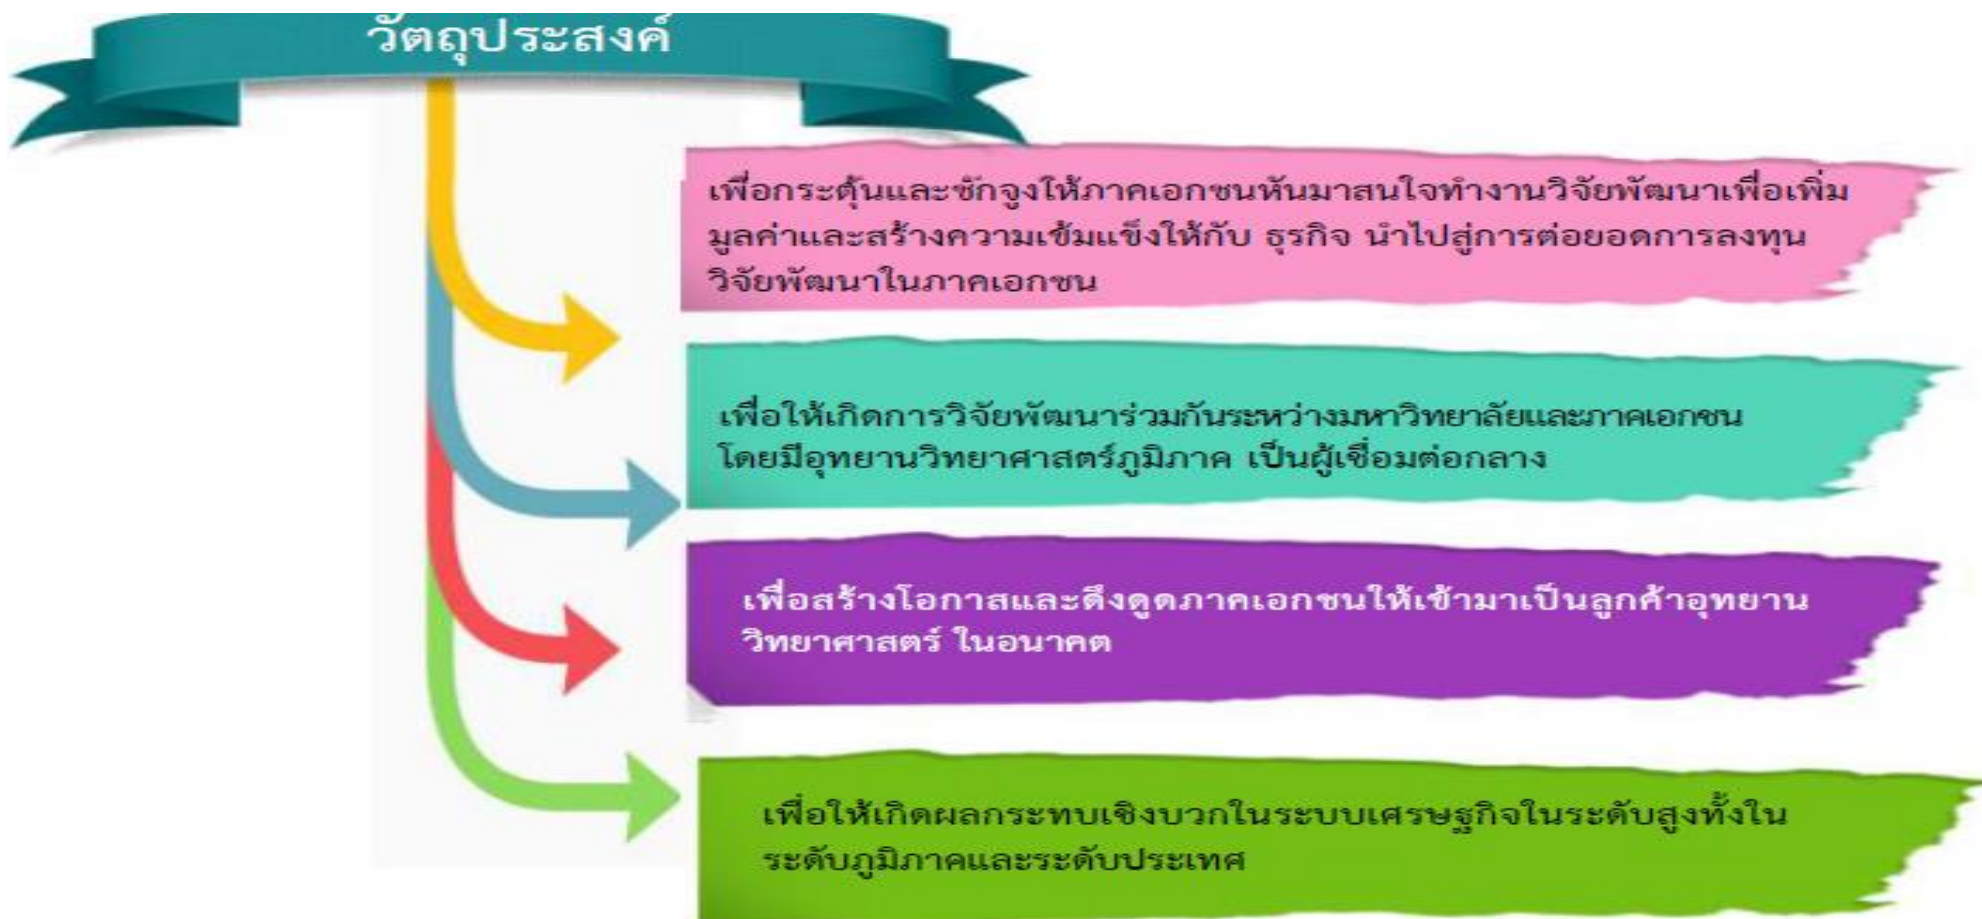 วัตถุประสงค์
เพื่อกระตุ้นและชักจูงให้ภาคเอกชนหันมาสนใจทำงานวิจัยพัฒนาเพื่อเพิ่ม
มูลค่าและสร้างความเข้มแข็งให้กับ ธุรกิจ นำไปสู่การต่อยอดการลงทุน
วิจัยพัฒนาในภาคเอกชน
เพื่อให้เกิดการวิจัยพัฒนาร่วมกันระหว่างมหาวิทยาลัยและภาคเอกชน
โดยมีอุทยานวิทยาศาสตร์ภูมิภาค เป็นผู้เชื่อมต่อกลาง
เพื่อสร้างโอกาสและดึงดูดภาคเอกชนให้เข้ามาเป็นลูกค้าอุทยาน
วิทยาศาสตร์ ในอนาคต
เพื่อให้เกิดผลกระทบเชิงบวกในระบบเศรษฐกิจในระดับสูงทั้งใน
ระดับภูมิภาคและระดับประเทศ